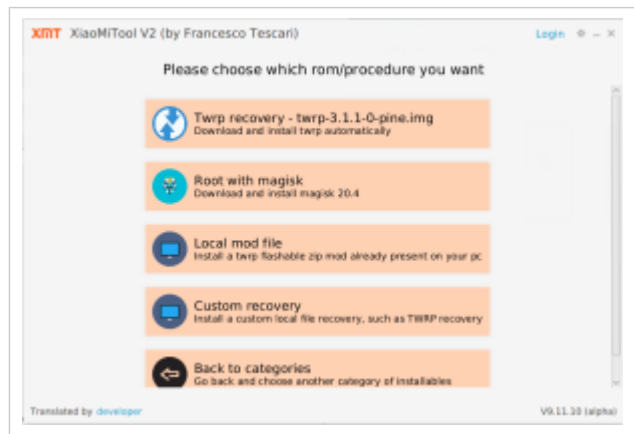 XMT XiaoMiTool V2 (by Francesco Tescari) Login
Please choose which rom/procedure you want
Twrp recovery - twrp-3.1.1-0-pine.img
Download and install twrp automatically
Root with magisk
Download and install magisk 20.4
Local mod file
Install a twrp flashable zip mod already present on your pc
Custom recovery
Install a custom local file recovery, such as TWRP recovery
Back to categories
Go back and choose another category of installables
Translated by developer V9.11.10 (alpha)